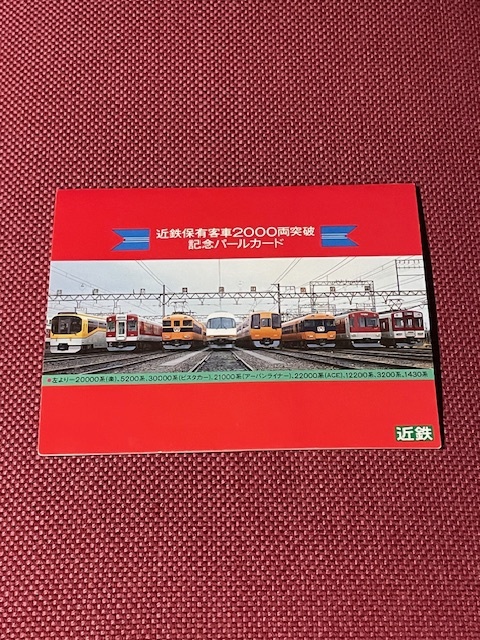 近鉄保有客車2000両突破
記念パールカード
●左より―20000系(楽)、5200系、30000系(ビスタカー)、21000系(アーバンライナー)、22000系(ACE)、12200系、3200系、1430系
近鉄